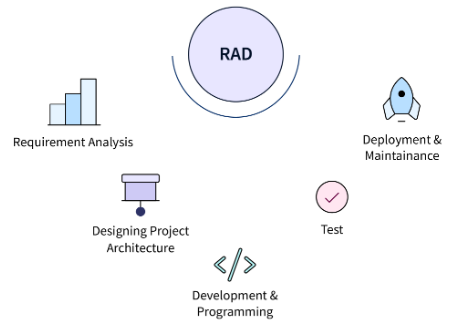 RAD
Requirement Analysis
Designing Project
Architecture
Development &
Programming
Test
Deployment &
Maintainance